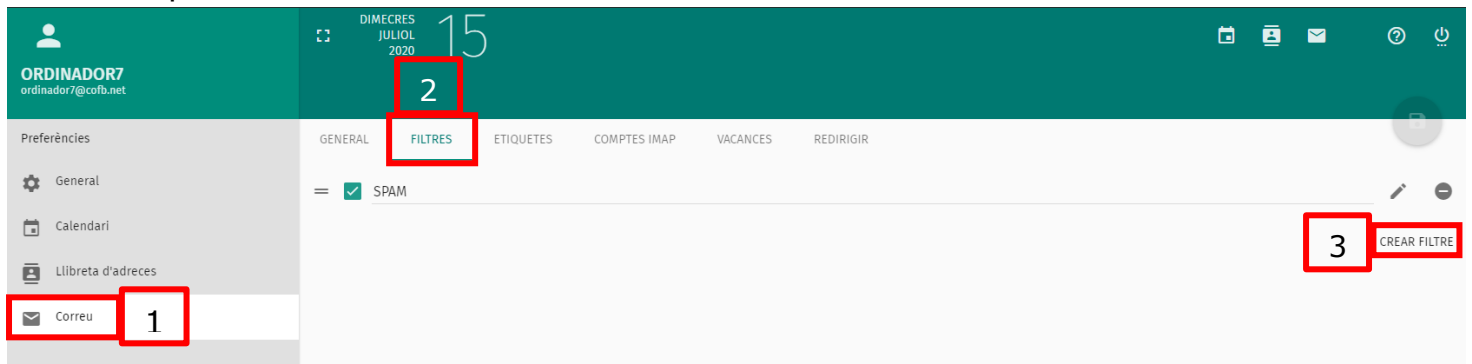 DIMECRES
JULIOL
2020
15
ORDINADOR7
ordinador7@cofb.net
2
Preferències
GENERAL FILTRES ETIQUETES COMPTES IMAP VACANCES REDIRIGIR
General
SPAM
Calendari
3 CREAR FILTRE
Llibreta d'adreces
Correu 1